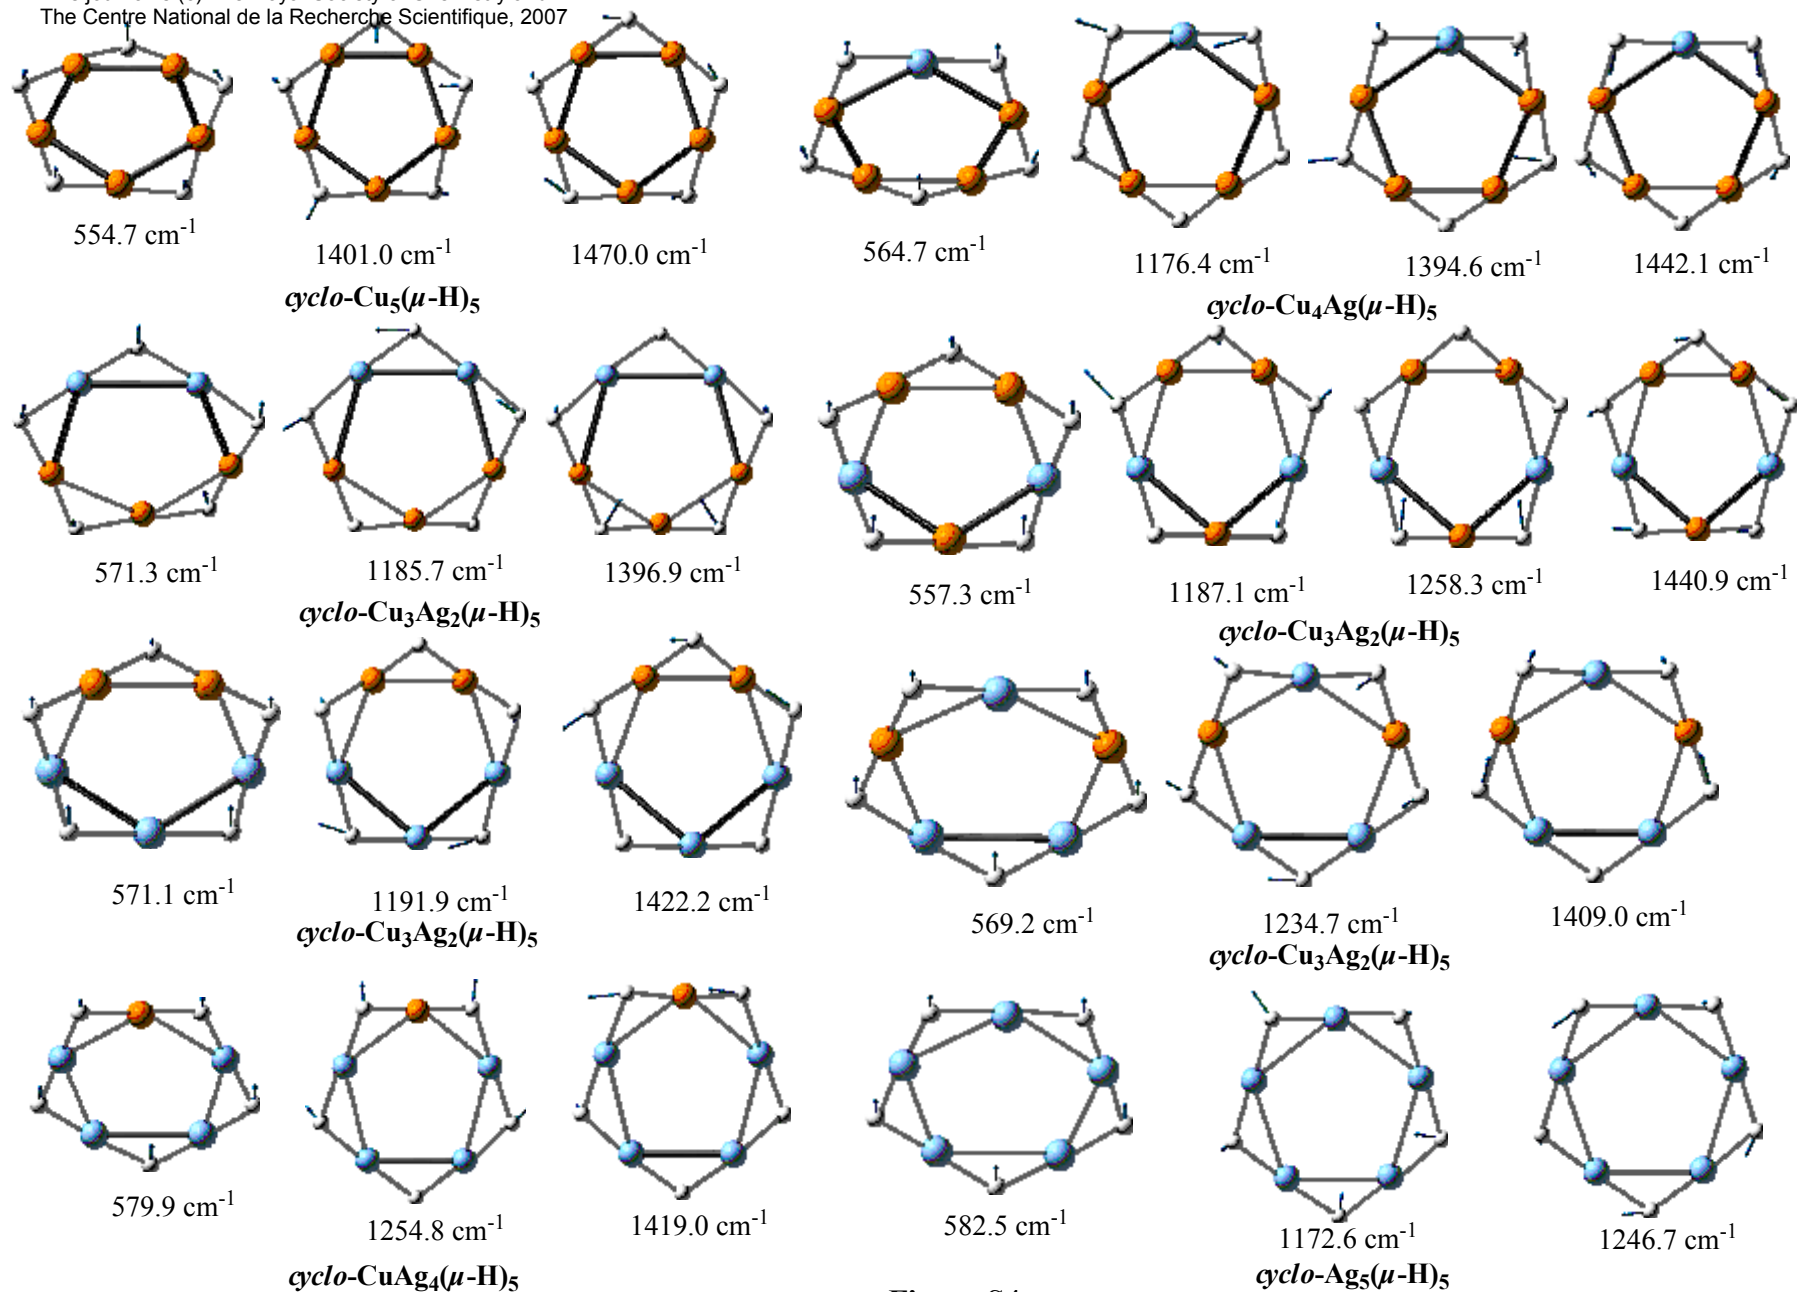 The Centre National de la Recherche Scientifique, 2007
554.7 cm-1
1401.0 cm-1
1470.0 cm-1
cyclo-Cu5(µ-H)5
564.7 cm-1
1176.4 cm-1
1394.6 cm-1
1442.1 cm-1
cyclo-Cu4Ag(µ-H)5
571.3 cm-1
1185.7 cm-1
1396.9 cm-1
cyclo-Cu3Ag2(µ-H)5
557.3 cm-1
1187.1 cm-1
1258.3 cm-1
1440.9 cm-1
cyclo-Cu3Ag2(µ-H)5
571.1 cm-1
1191.9 cm-1
1422.2 cm-1
cyclo-Cu3Ag2(µ-H)5
569.2 cm-1
1234.7 cm-1
1409.0 cm-1
cyclo-Cu3Ag2(µ-H)5
579.9 cm-1
1254.8 cm-1
1419.0 cm-1
cyclo-CuAg4(µ-H)5
582.5 cm-1
1172.6 cm-1
1246.7 cm-1
cyclo-Ag5(µ-H)5